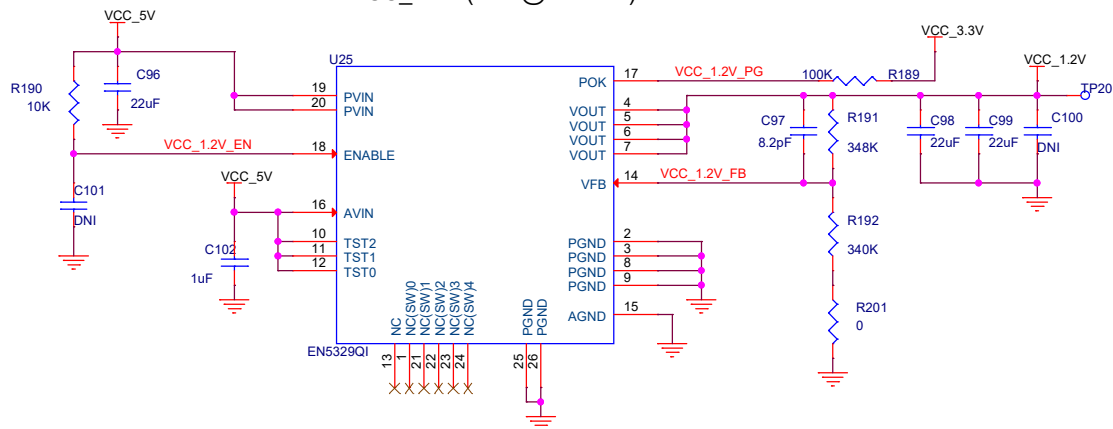 VCC_5V
VCC_3.3V
VCC_1.2V
U25
R190
10K
C96
22uF
19
20
PVIN
PVIN
POK
17
VCC_1.2V_PG
100K
R189
TP20
VOUT
VOUT
VOUT
VOUT
4
5
6
7
C97
8.2pF
R191
348K
C98
22uF
C99
22uF
C100
DNI
VCC_1.2V_EN
18
ENABLE
VFB
14
VCC_1.2V_FB
C101
DNI
VCC_5V
16
AVIN
C102
1uF
10
11
12
TST2
TST1
TST0
PGND
PGND
PGND
PGND
2
3
8
9
R192
340K
AGND
15
R201
0
NC
NC(SW)0
NC(SW)1
NC(SW)2
NC(SW)3
NC(SW)4
PGND
PGND
EN5329QI
13
1
21
22
23
24
25
26